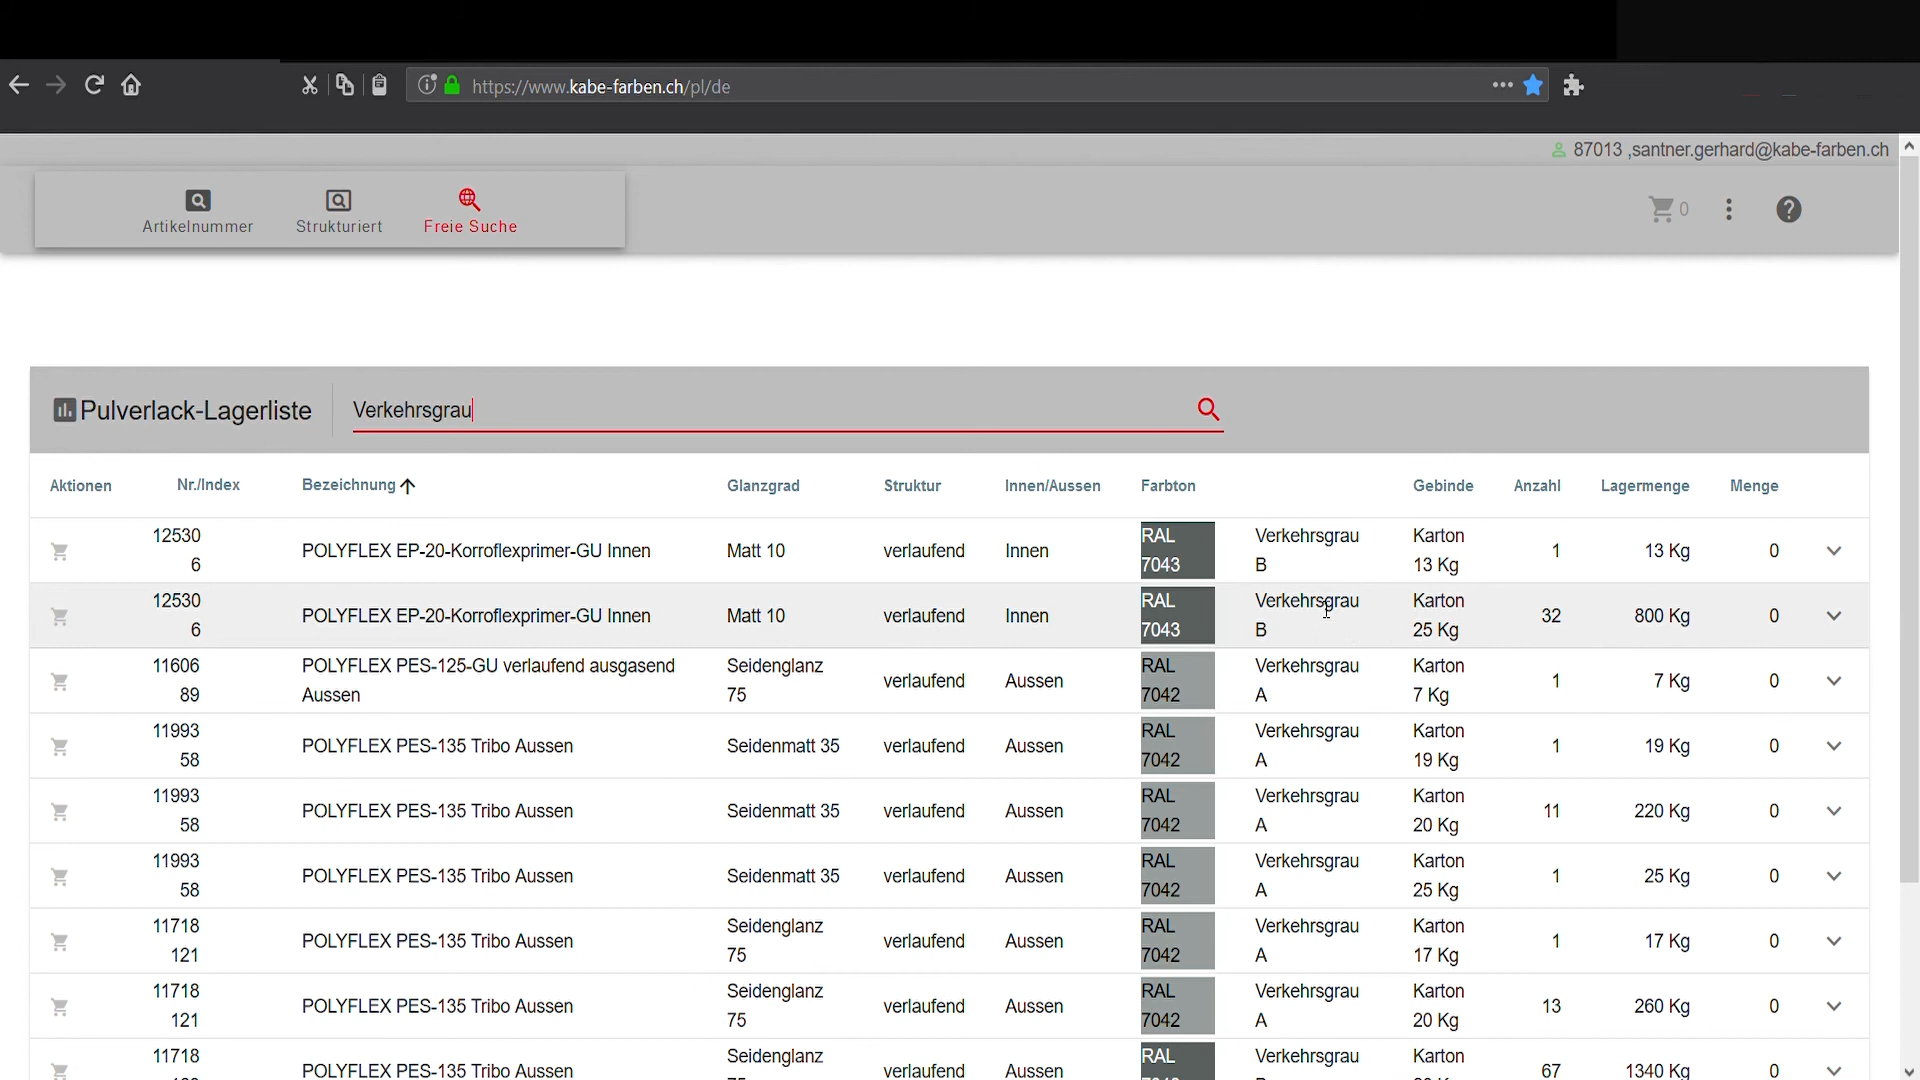 https://www.kabe-farben.ch/pl/de
87013 ,santner.gerhard@kabe-farben.ch
Artikelnummer Strukturiert Freie Suche
0
Pulverlack-Lagerliste Verkehrsgrau
Aktionen Nr./Index Bezeichnung Glanzgrad Struktur Innen/Aussen Farbton Gebinde Anzahl Lagermenge Menge
12530 RAL Verkehrsgrau Karton
POLYFLEX EP-20-Korroflexprimer-GU Innen Matt 10 verlaufend Innen 1 13 Kg 0
6 7043 B 13 Kg
12530 RAL Verkehrsgrau Karton
POLYFLEX EP-20-Korroflexprimer-GU Innen Matt 10 verlaufend Innen 32 800 Kg 0
6 7043 B 25 Kg
11606 POLYFLEX PES-125-GU verlaufend ausgasend Seidenglanz RAL Verkehrsgrau Karton
verlaufend Aussen 1 7 Kg 0
89 Aussen 75 7042 A 7 Kg
11993 RAL Verkehrsgrau Karton
POLYFLEX PES-135 Tribo Aussen Seidenmatt 35 verlaufend Aussen 1 19 Kg 0
58 7042 A 19 Kg
11993 RAL Verkehrsgrau Karton
POLYFLEX PES-135 Tribo Aussen Seidenmatt 35 verlaufend Aussen 11 220 Kg 0
58 7042 A 20 Kg
11993 RAL Verkehrsgrau Karton
POLYFLEX PES-135 Tribo Aussen Seidenmatt 35 verlaufend Aussen 1 25 Kg 0
58 7042 A 25 Kg
11718 Seidenglanz RAL Verkehrsgrau Karton
POLYFLEX PES-135 Tribo Aussen verlaufend Aussen 1 17 Kg 0
121 75 7042 A 17 Kg
11718 Seidenglanz RAL Verkehrsgrau Karton
POLYFLEX PES-135 Tribo Aussen verlaufend Aussen 13 260 Kg 0
121 75 7042 A 20 Kg
11718 Seidenglanz RAL Verkehrsgrau Karton
POLYFLEX PES-135 Tribo Aussen verlaufend Aussen 67 1340 Kg 0